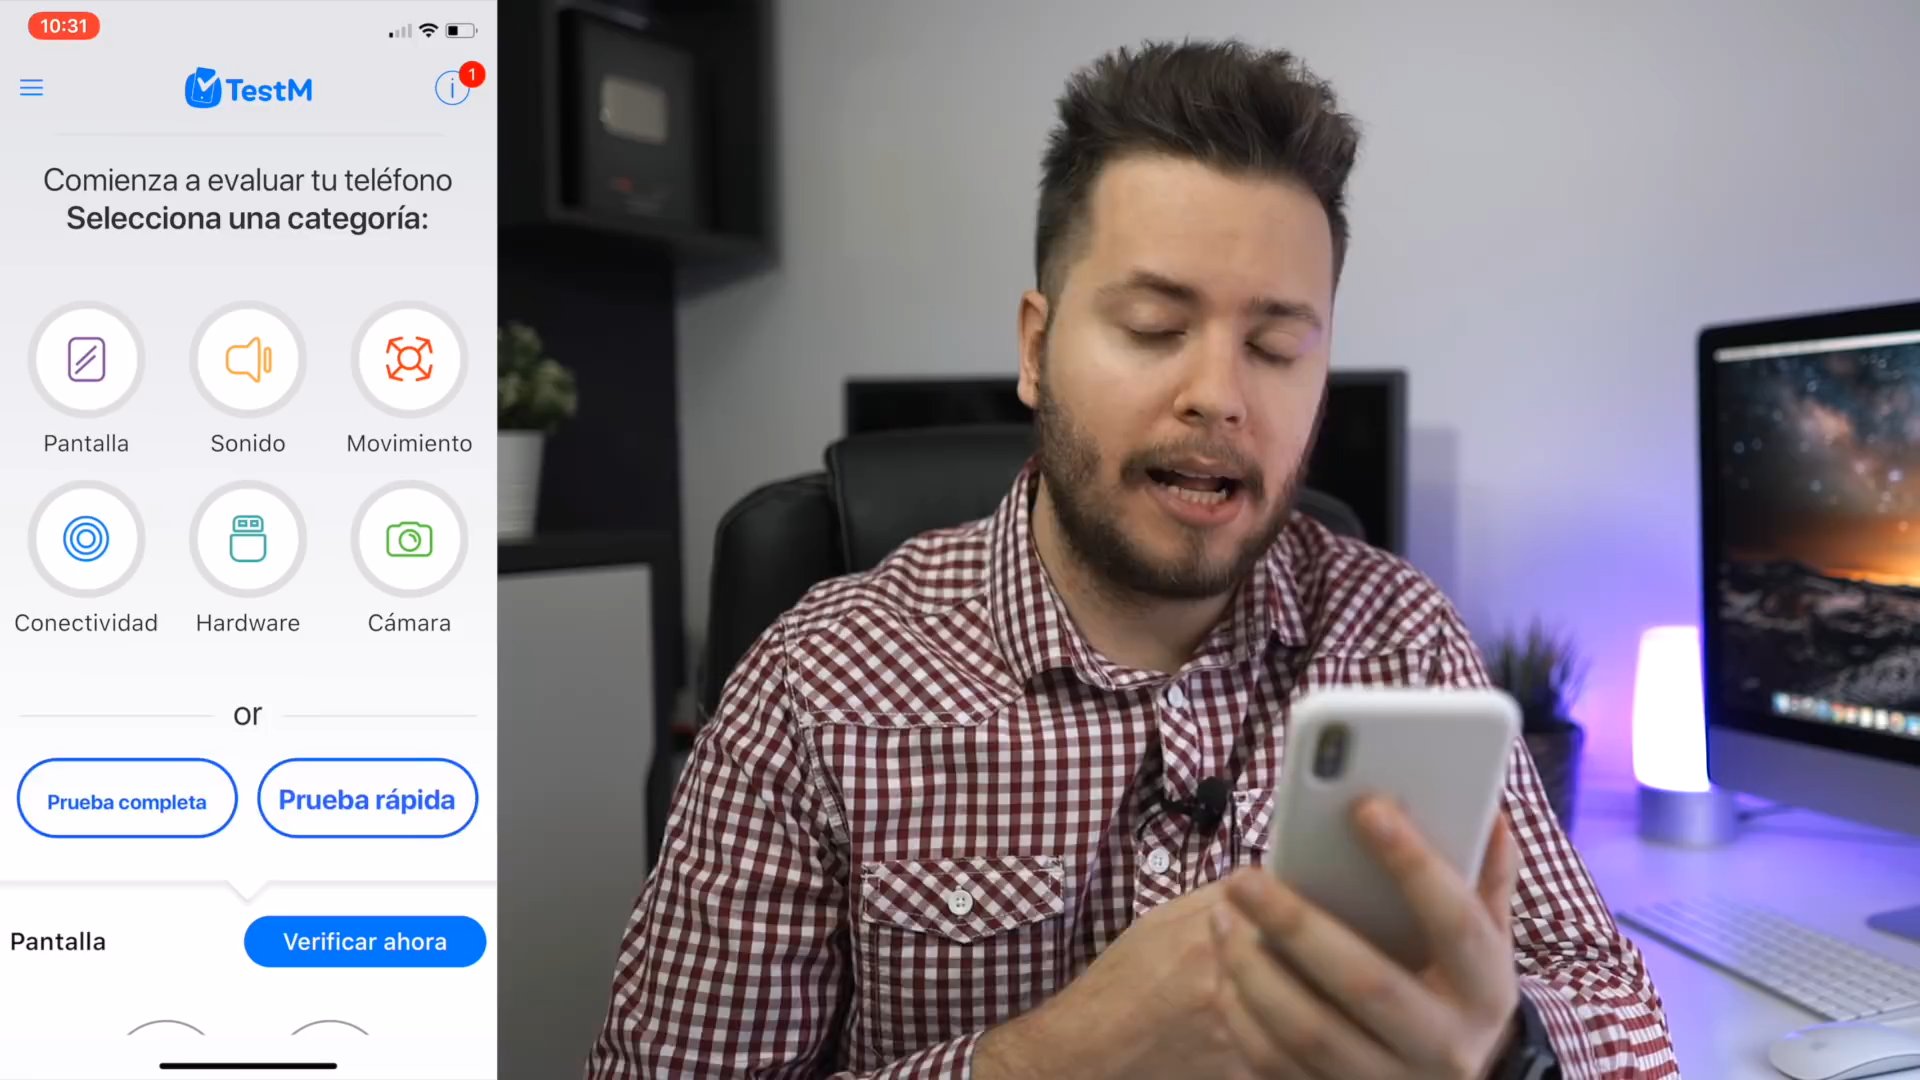 10:31
TestM
1
i
Comienza a evaluar tu teléfono
Selecciona una categoría:
Pantalla
Sonido
Movimiento
Conectividad
Hardware
Cámara
or
Prueba completa
Prueba rápida
Pantalla
Verificar ahora